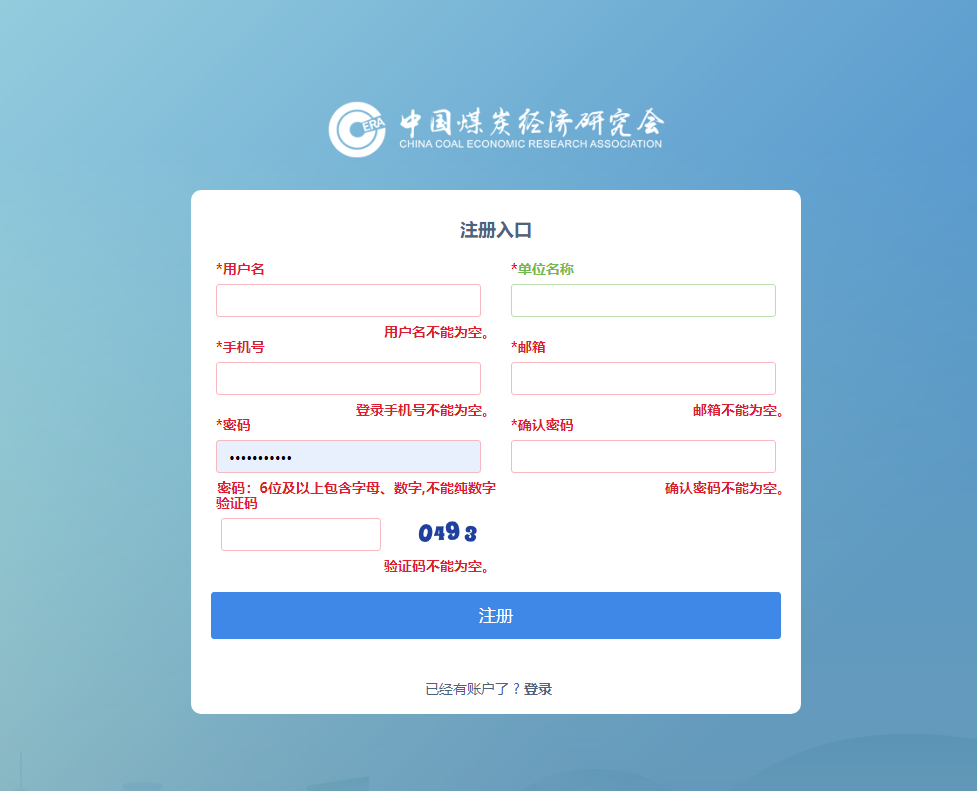 CERA
中国煤炭经济研究会
CHINA COAL ECONOMIC RESEARCH ASSOCIATION
注册入口
*用户名
*单位名称
用户名不能为空。
*手机号
*邮箱
登录手机号不能为空。
邮箱不能为空。
*密码
*确认密码
•••••••••••
密码：6位及以上包含字母、数字,不能纯数字
确认密码不能为空。
验证码
0493
验证码不能为空。
注册
已经有账户了？登录